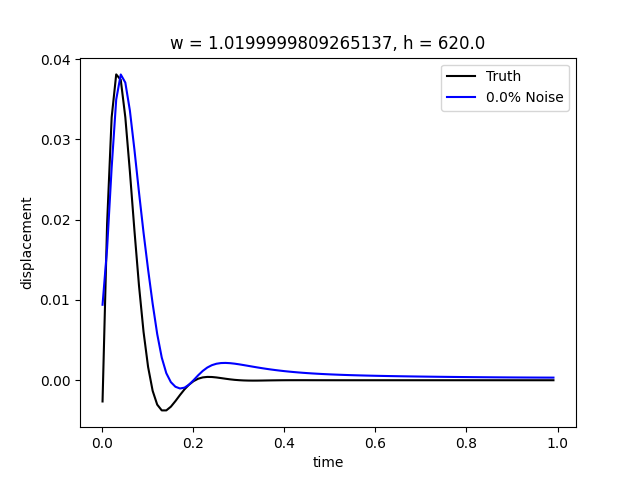 w = 1.0199999809265137, h = 620.0
Truth
0.0% Noise
0.04
0.03
0.02
0.01
0.00
displacement
0.0 0.2 0.4 0.6 0.8 1.0
time